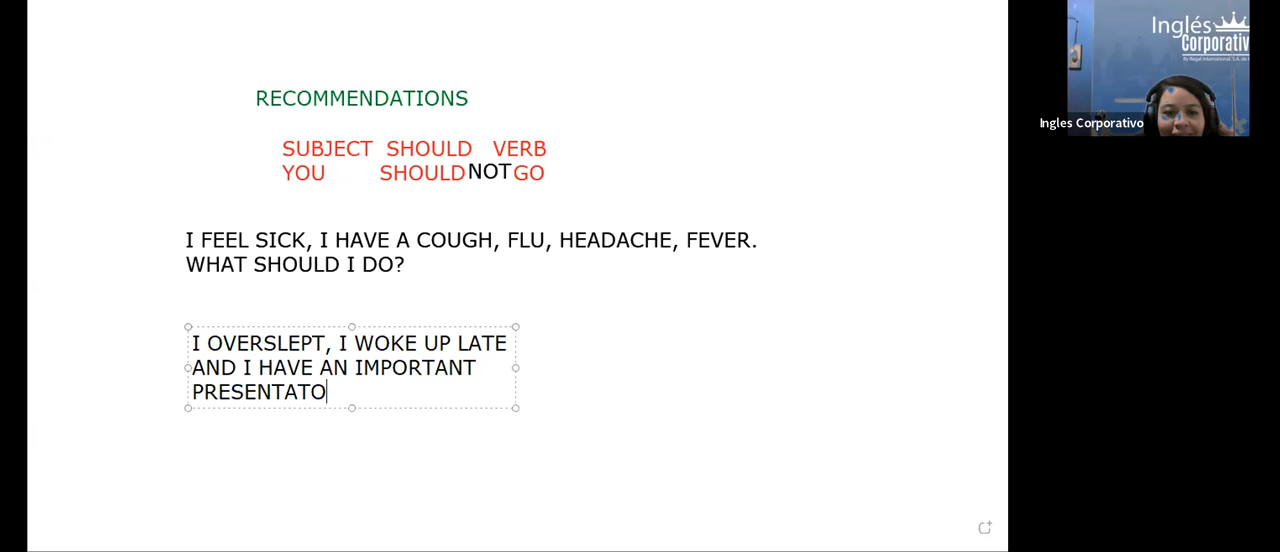 RECOMMENDATIONS
SUBJECT SHOULD VERB
YOU SHOULD NOT GO
I FEEL SICK, I HAVE A COUGH, FLU, HEADACHE, FEVER.
WHAT SHOULD I DO?
I OVERSLEPT, I WOKE UP LATE
AND I HAVE AN IMPORTANT
PRESENTATO
Inglés
Corporativ
Ingles Corporativo